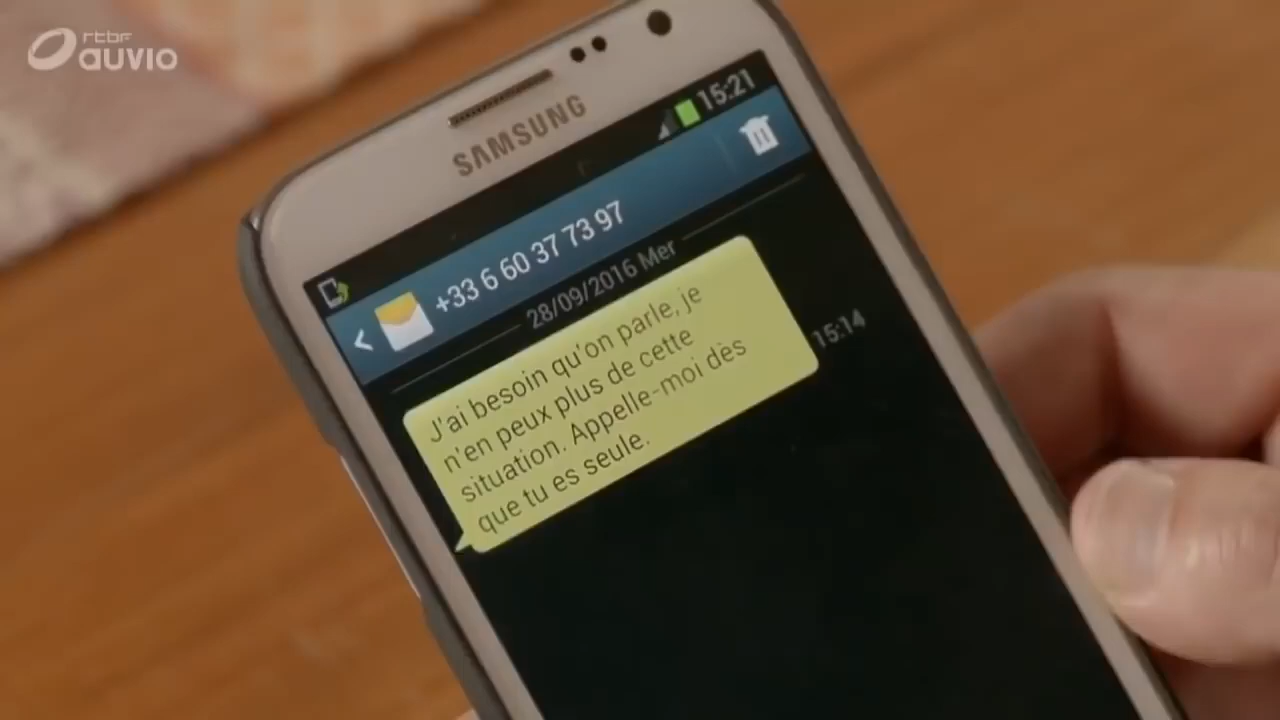 rtbf
auvio
SAMSUNG
15:21
+33 6 60 37 73 97
28/09/2016 Mer
J'ai besoin qu'on parle, je
n'en peux plus de cette
situation. Appelle-moi dès
que tu es seule.
15:14